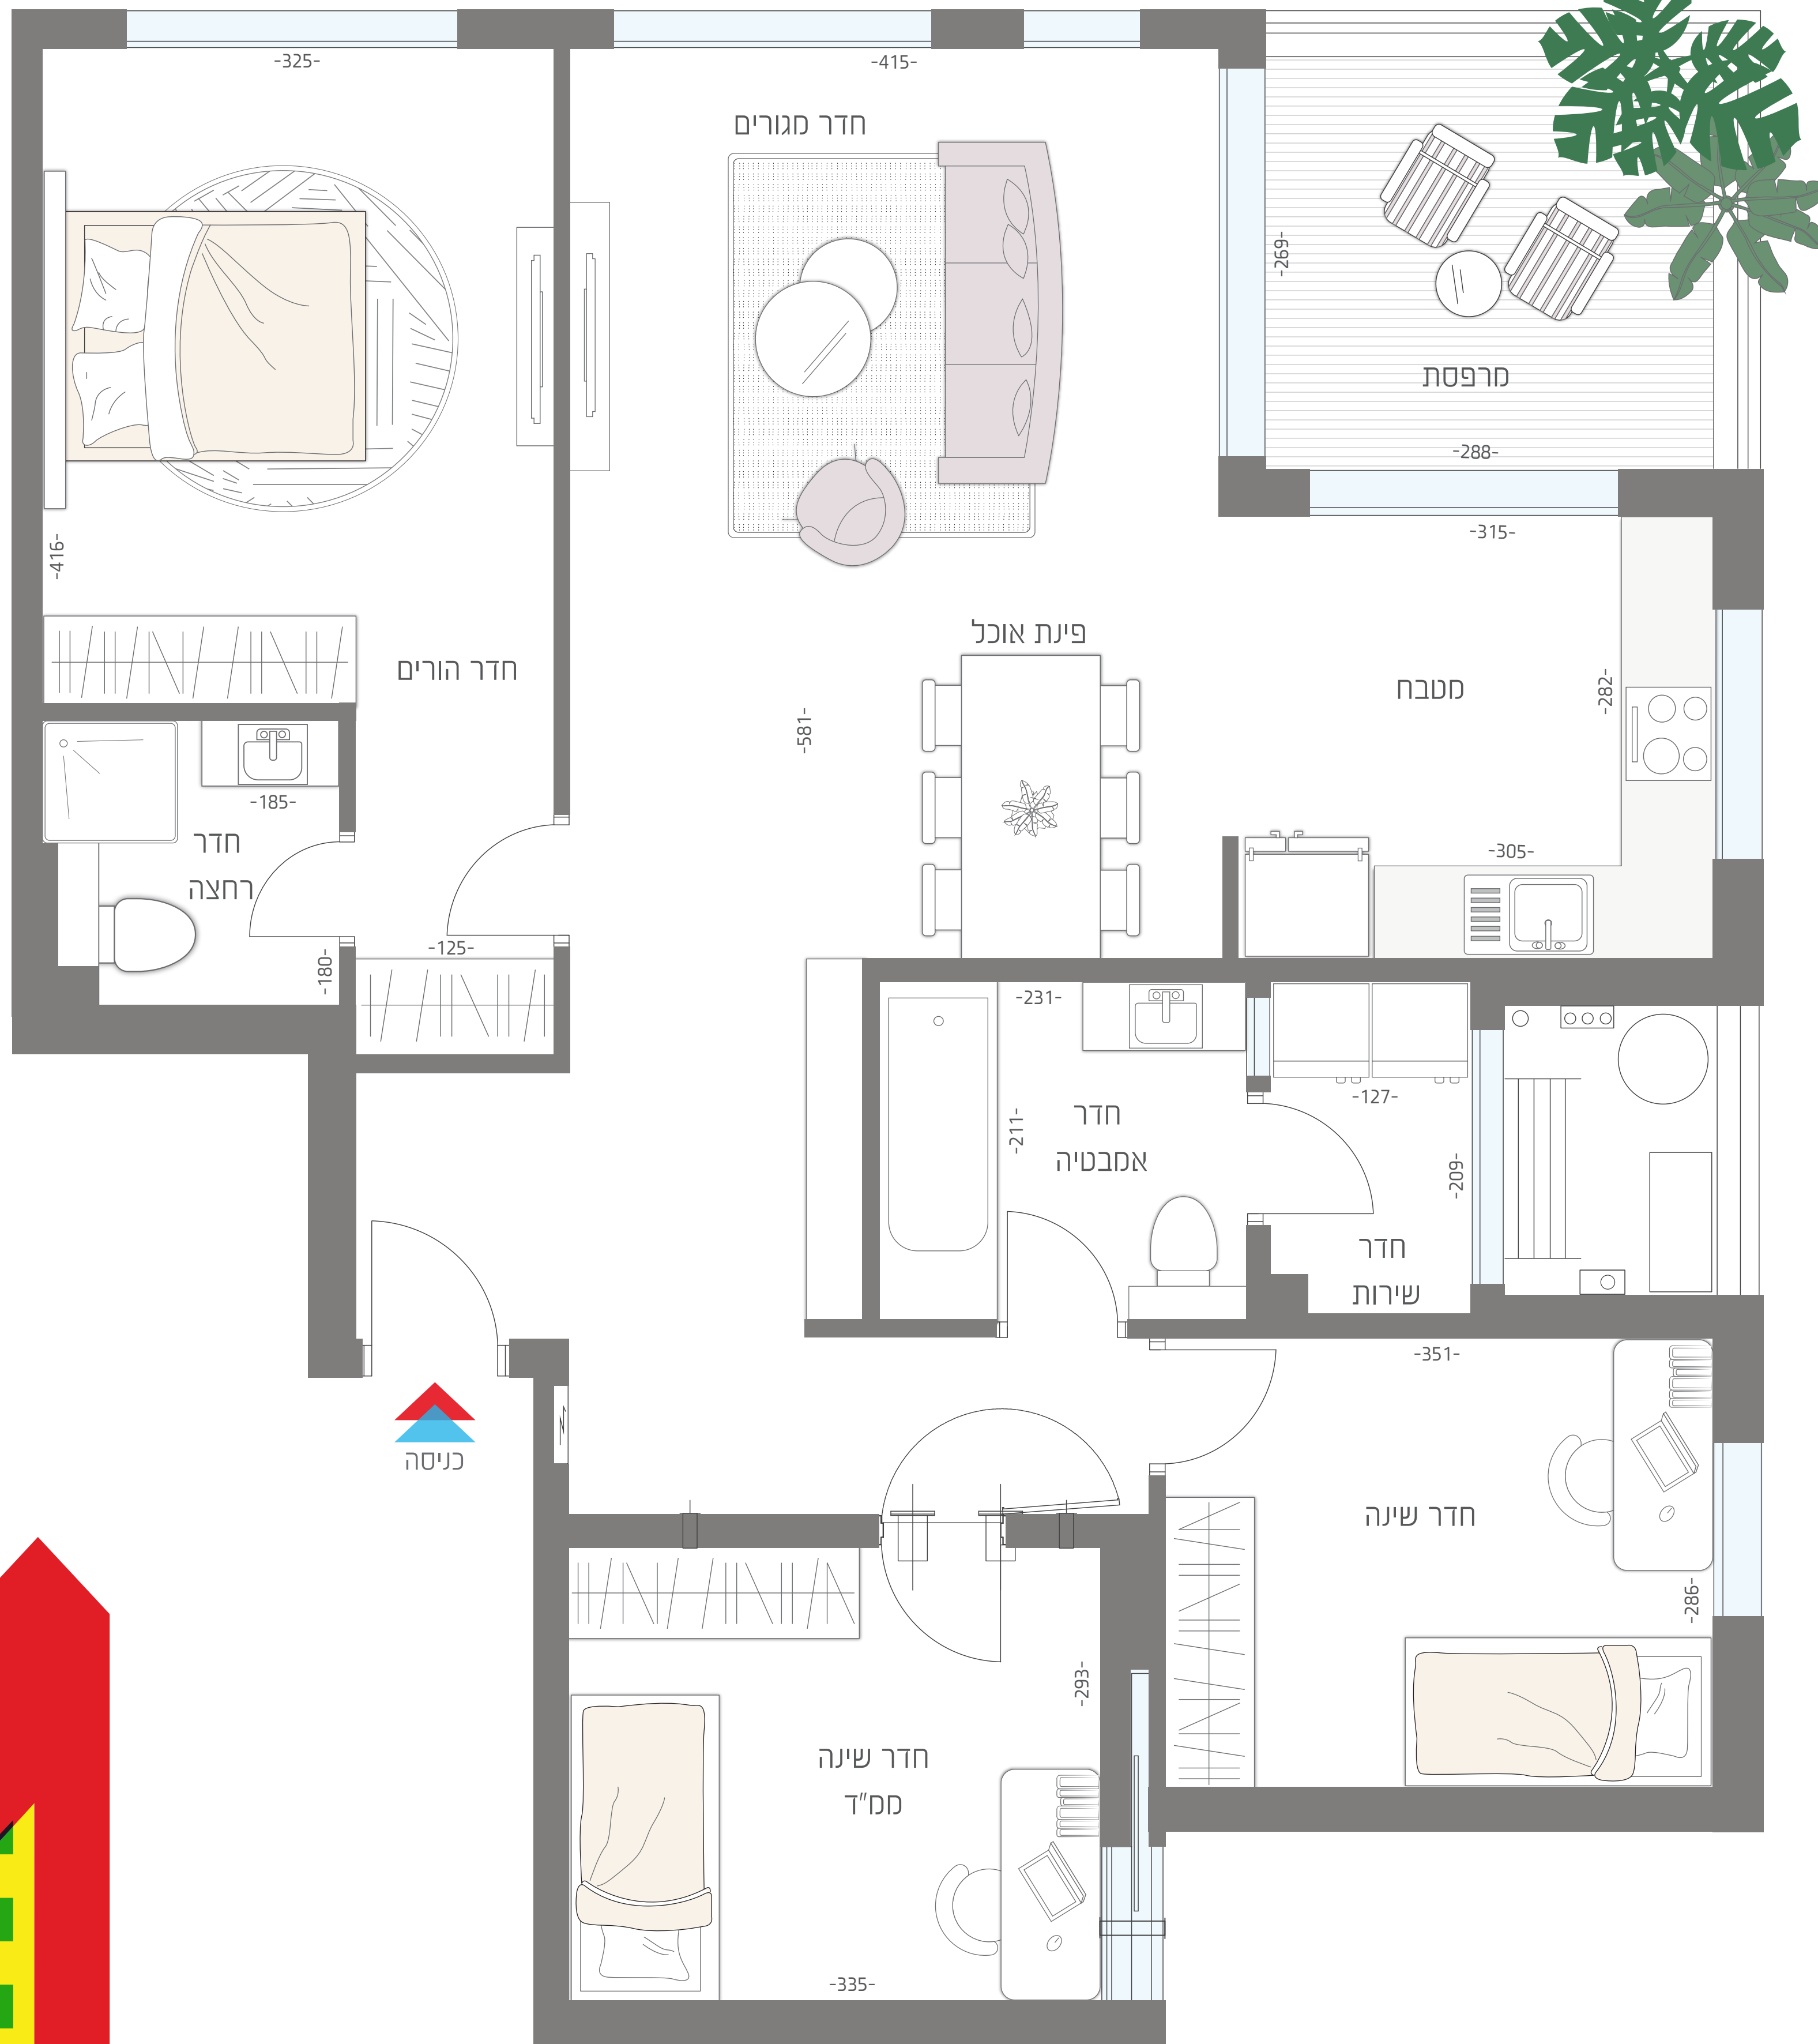 -325-
-415-
חדר מגורים
-269-
מרפסת
-288-
-315-
-416-
פינת אוכל
חדר הורים
מטבח
-282-
-581-
-185-
חדר
רחצה
-305-
-125-
-180-
-231-
-127-
חדר
אמבטיה
-211-
-209-
חדר
שירות
-351-
כניסה
חדר שינה
-286-
-293-
חדר שינה
ממ"ד
-335-